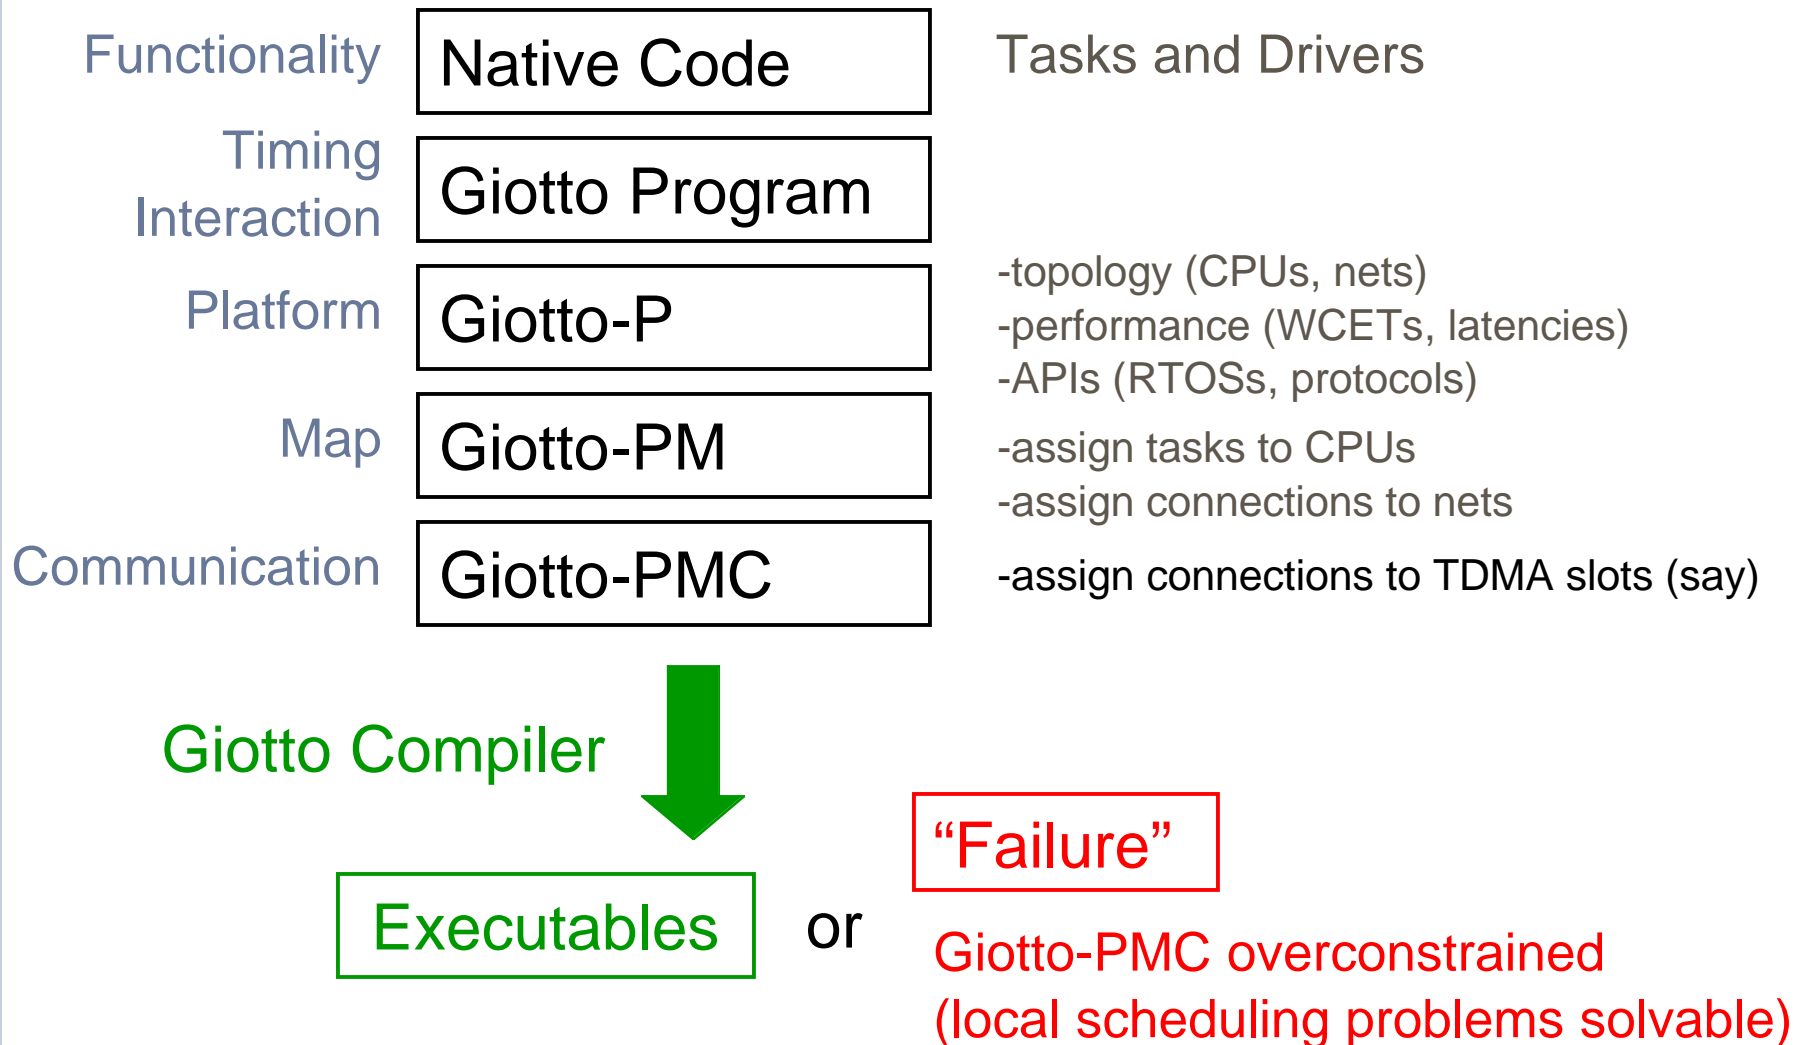 Functionality
Native Code
Tasks and Drivers
Timing
Interaction
Giotto Program
Platform
Giotto-P
-topology (CPUs, nets)
-performance (WCETs, latencies)
-APIs (RTOSs, protocols)
Map
Giotto-PM
-assign tasks to CPUs
-assign connections to nets
Communication
Giotto-PMC
-assign connections to TDMA slots (say)
Giotto Compiler
Executables
or
“Failure”
Giotto-PMC overconstrained
(local scheduling problems solvable)